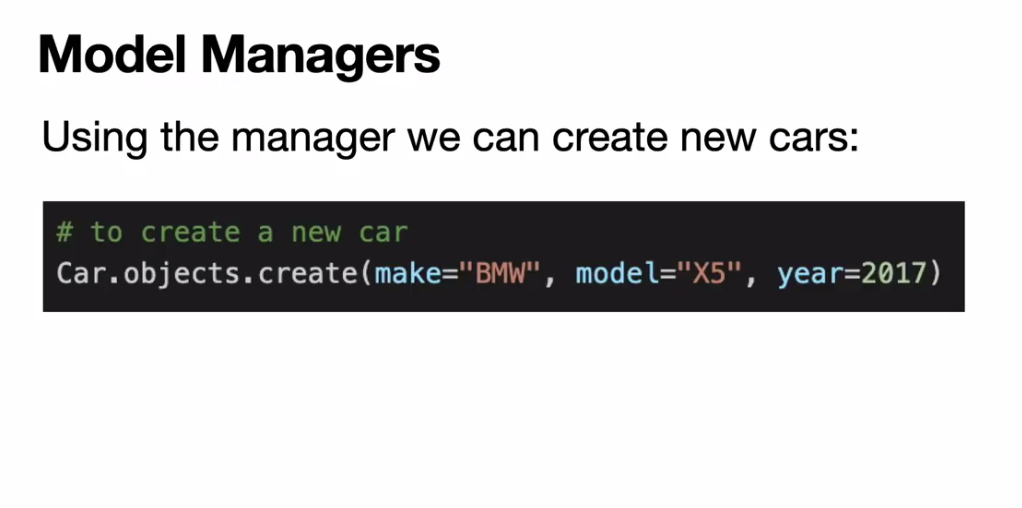 Model Managers
Using the manager we can create new cars:
# to create a new car
Car.objects.create(make="BMW", model="X5", year=2017)